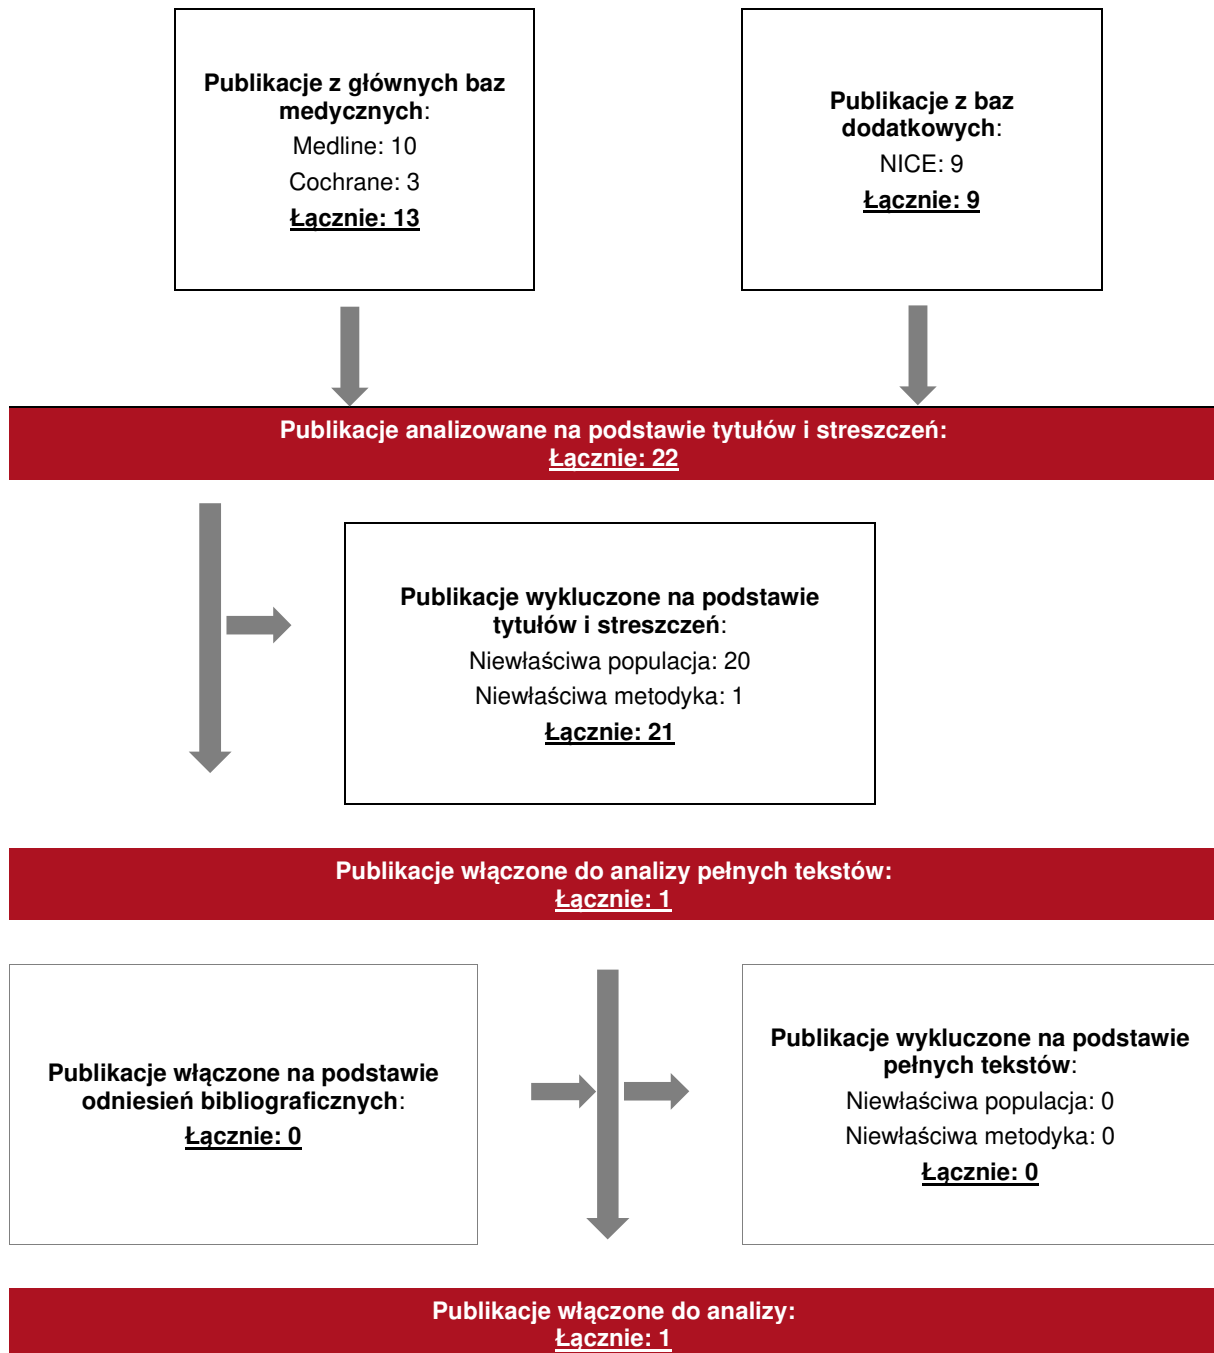 Publikacje z głównych baz
medycznych:
Medline: 10
Cochrane: 3
Łącznie: 13
Publikacje z baz
dodatkowych:
NICE: 9
Łącznie: 9
Publikacje analizowane na podstawie tytułów i streszczeń:
Łącznie: 22
Publikacje wykluczone na podstawie
tytułów i streszczeń:
Niewłaściwa populacja: 20
Niewłaściwa metodyka: 1
Łącznie: 21
Publikacje włączone do analizy pełnych tekstów:
Łącznie: 1
Publikacje włączone na podstawie
odniesień bibliograficznych:
Łącznie: 0
Publikacje wykluczone na podstawie
pełnych tekstów:
Niewłaściwa populacja: 0
Niewłaściwa metodyka: 0
Łącznie: 0
Publikacje włączone do analizy:
Łącznie: 1